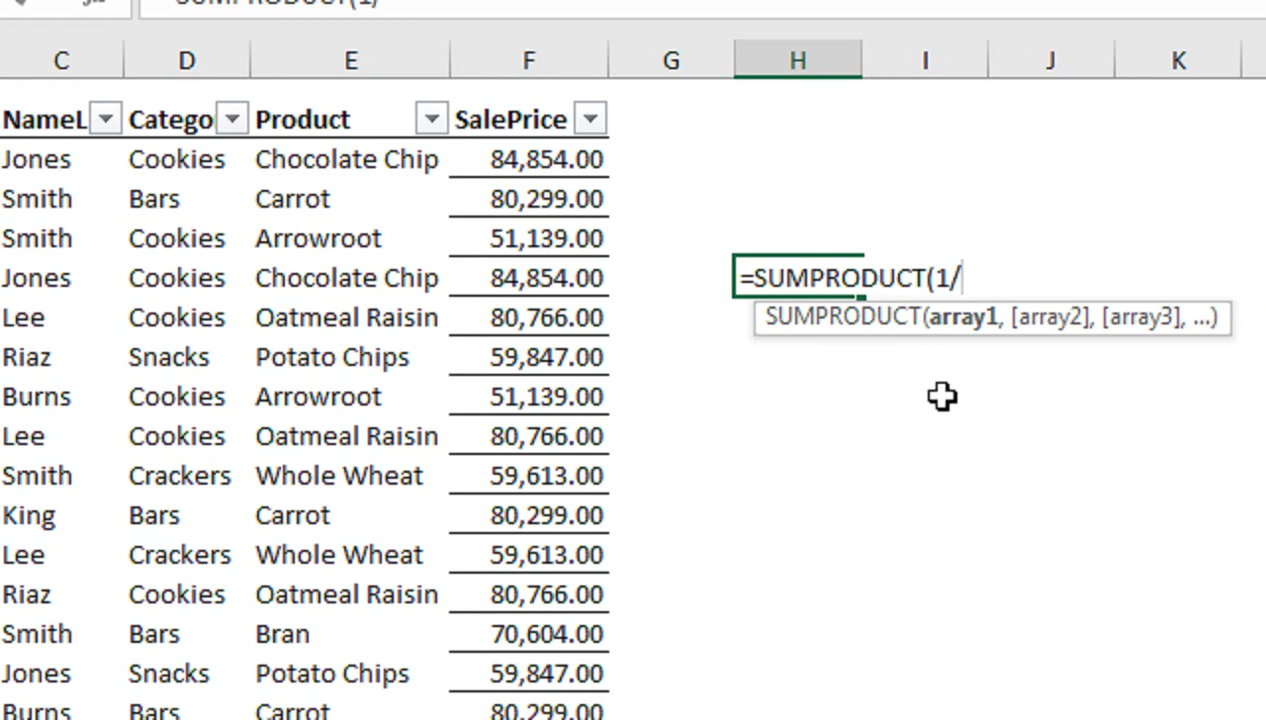 SUMPRODUCT(1/
C D E F G H I J K
NameL Catego Product SalePrice
Jones Cookies Chocolate Chip 84,854.00
Smith Bars Carrot 80,299.00
Smith Cookies Arrowroot 51,139.00
Jones Cookies Chocolate Chip 84,854.00 =SUMPRODUCT(1/
Lee Cookies Oatmeal Raisin 80,766.00 SUMPRODUCT(array1, [array2], [array3], ...)
Riaz Snacks Potato Chips 59,847.00
Burns Cookies Arrowroot 51,139.00
Lee Cookies Oatmeal Raisin 80,766.00
Smith Crackers Whole Wheat 59,613.00
King Bars Carrot 80,299.00
Lee Crackers Whole Wheat 59,613.00
Riaz Cookies Oatmeal Raisin 80,766.00
Smith Bars Bran 70,604.00
Jones Snacks Potato Chips 59,847.00
Burns Bars Carrot 80,299.00